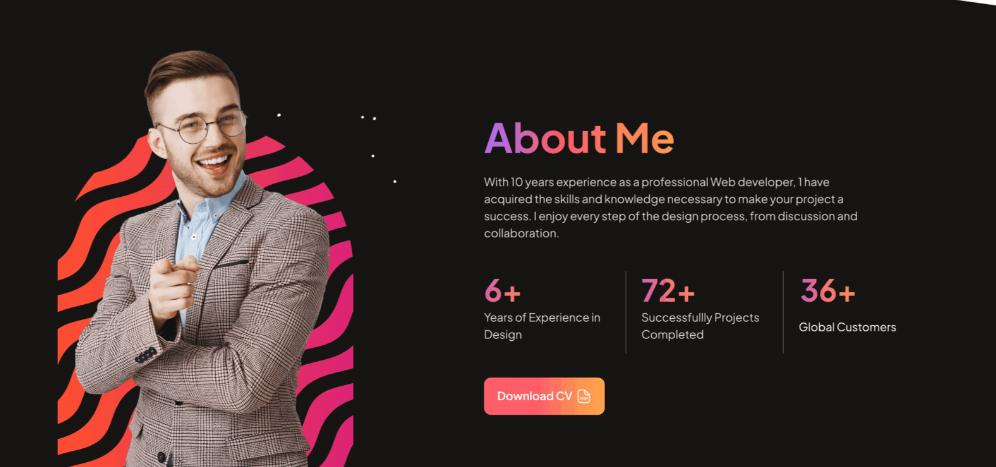 About Me
With 10 years experience as a professional Web developer, I have
acquired the skills and knowledge necessary to make your project a
success. I enjoy every step of the design process, from discussion and
collaboration.
6+
Years of Experience in
Design
72+
Successfullly Projects
Completed
36+
Global Customers
Download CV